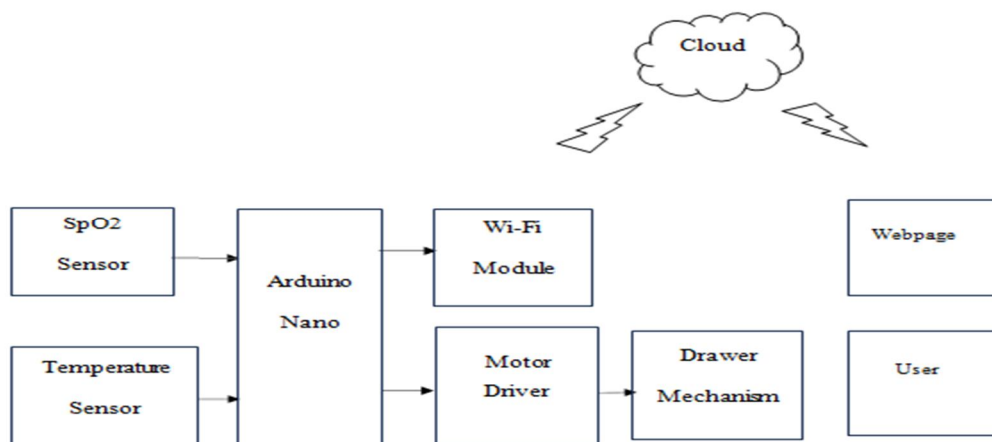 Cloud
SpO2
Sensor
Temperature
Sensor
Arduino
Nano
Wi-Fi
Module
Motor
Driver
Drawer
Mechanism
Webpage
User